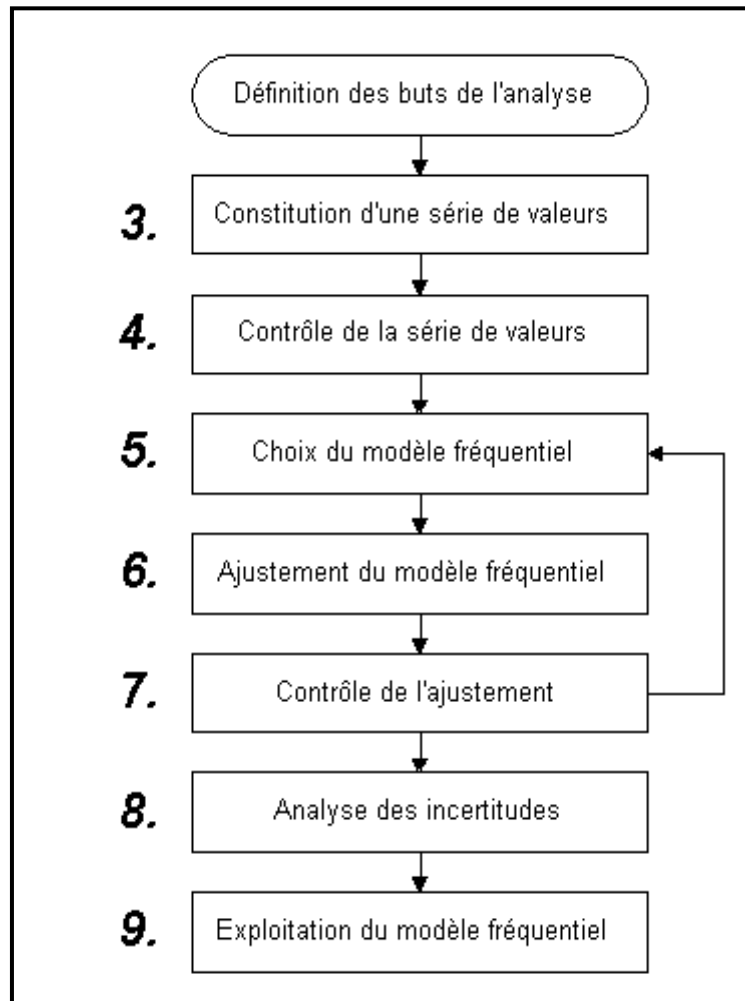 Définition des buts de l'analyse
3. Constitution d'une série de valeurs
4. Contrôle de la série de valeurs
5. Choix du modèle fréquentiel
6. Ajustement du modèle fréquentiel
7. Contrôle de l'ajustement
8. Analyse des incertitudes
9. Exploitation du modèle fréquentiel